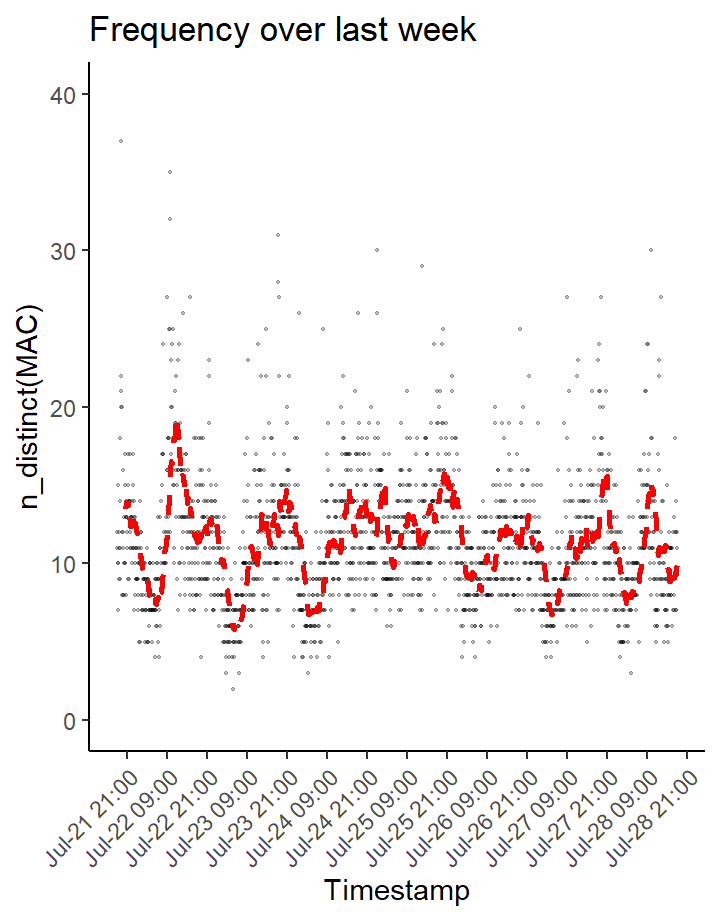 Frequency over last week
40
30
20
10
0
n_distinct(MAC)
Jul-21 21:00
Jul-22 09:00
Jul-22 21:00
Jul-23 09:00
Jul-23 21:00
Jul-24 09:00
Jul-24 21:00
Jul-25 09:00
Jul-25 21:00
Jul-26 09:00
Jul-26 21:00
Jul-27 09:00
Jul-27 21:00
Jul-28 09:00
Jul-28 21:00
Timestamp